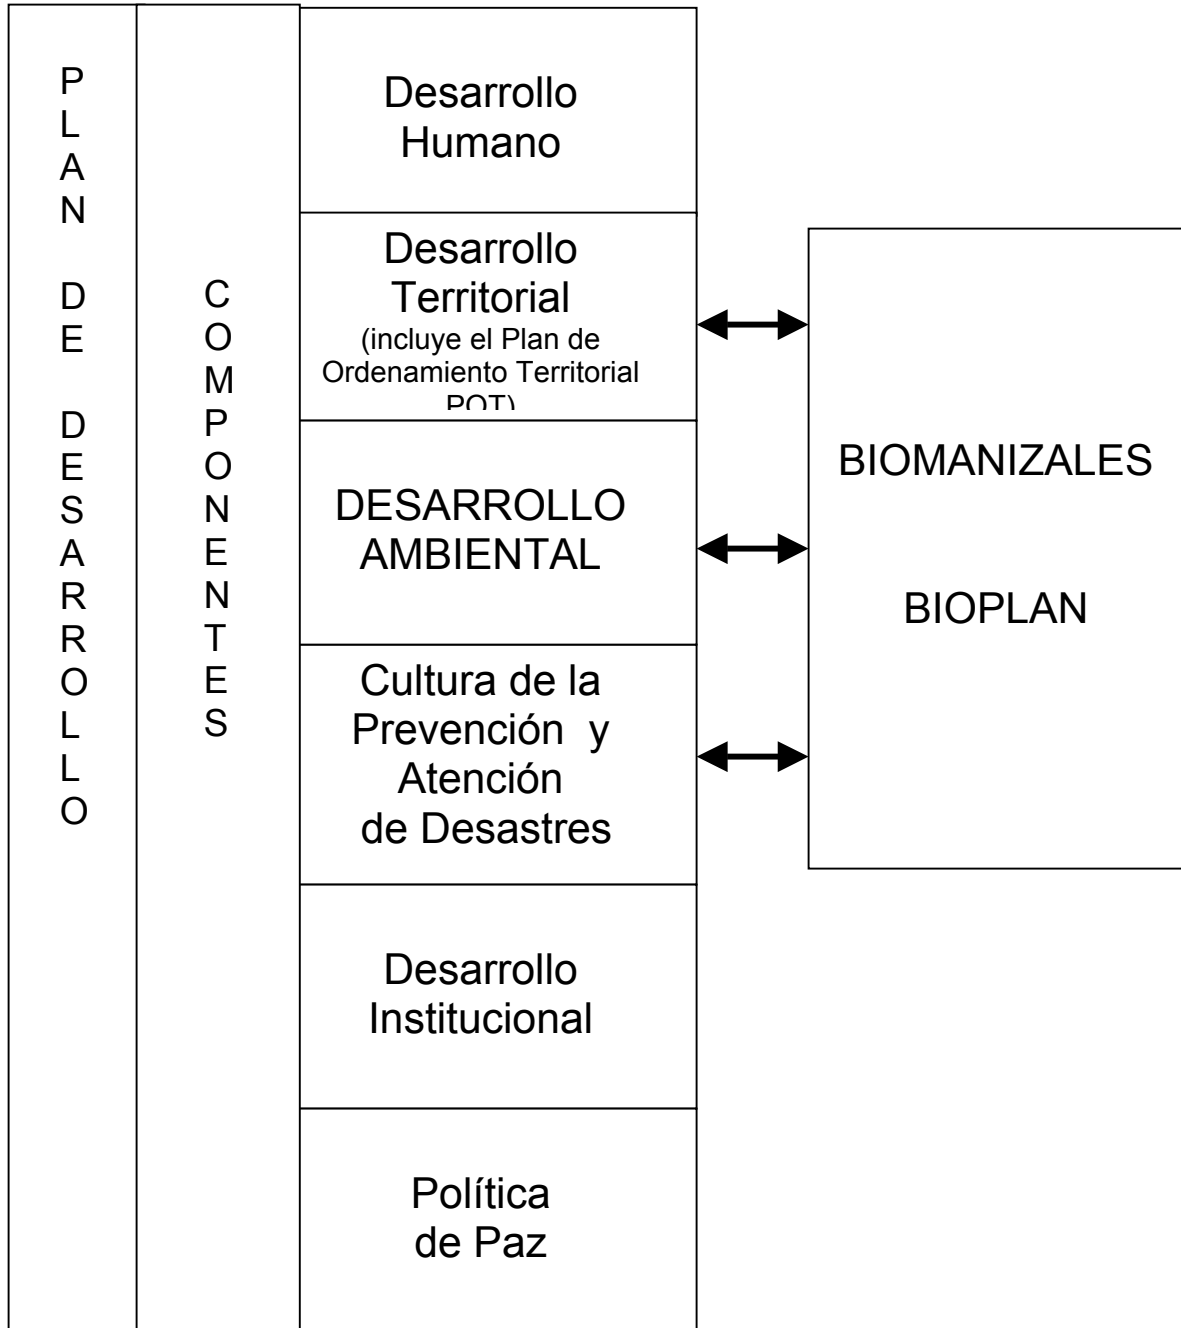 PLAN DE DESARROLLO
COMPONENTES
Desarrollo
Humano
Desarrollo
Territorial
(incluye el Plan de
Ordenamiento Territorial
POT)
DESARROLLO
AMBIENTAL
Cultura de la
Prevención y
Atención
de Desastres
Desarrollo
Institucional
Política
de Paz
BIOMANIZALES
BIOPLAN